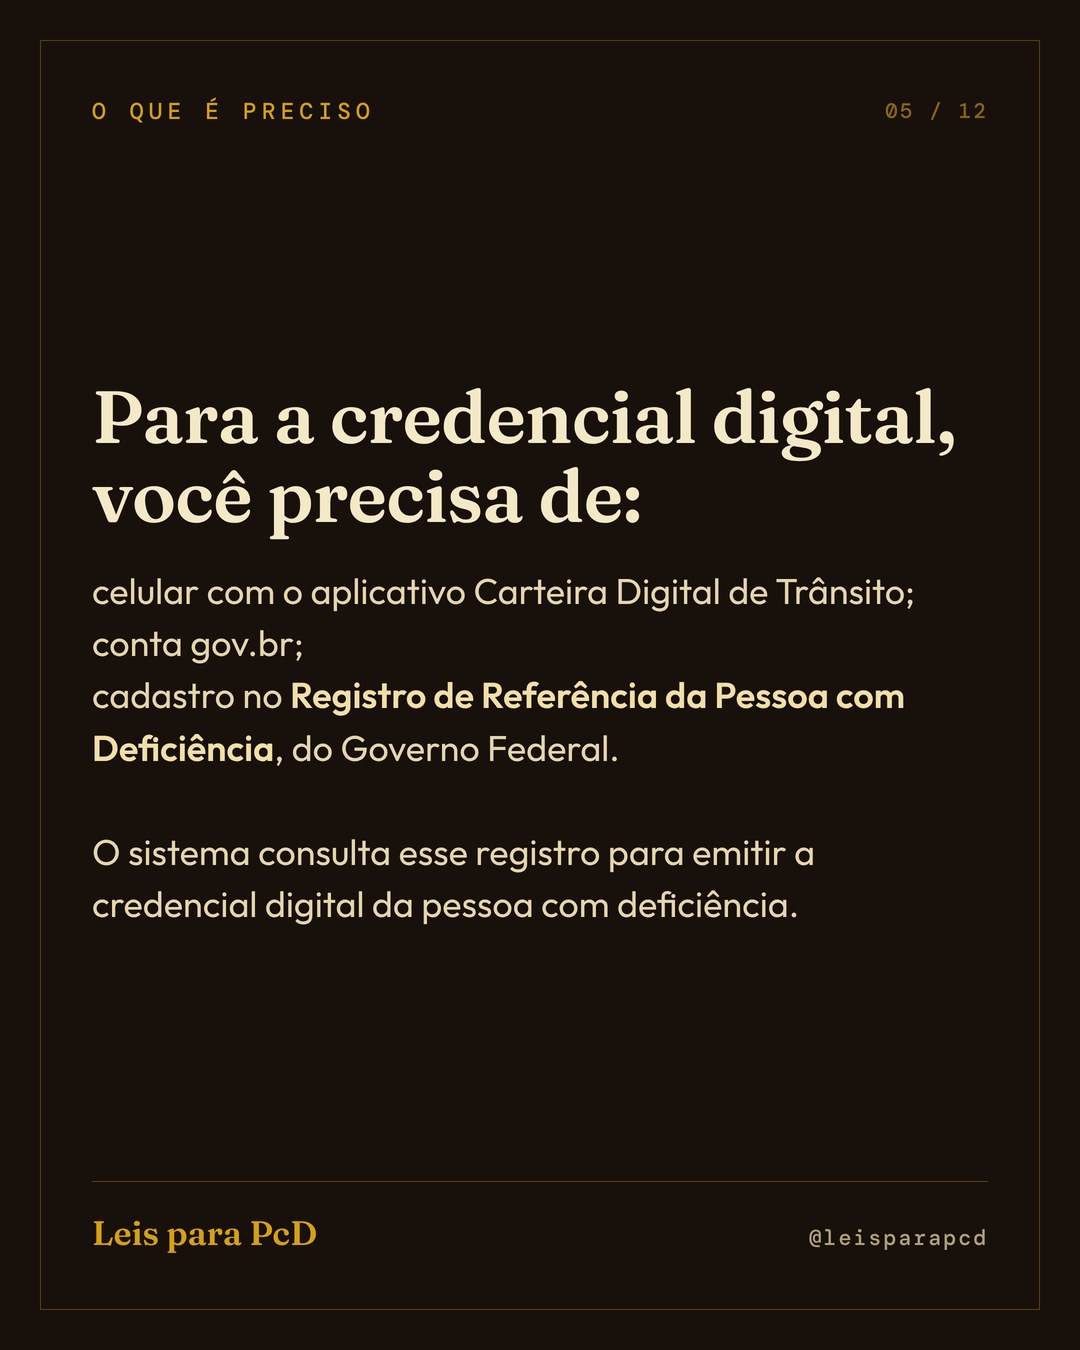 O QUE É PRECISO
05 / 12
Para a credencial digital,
você precisa de:
celular com o aplicativo Carteira Digital de Trânsito;
conta gov.br;
cadastro no Registro de Referência da Pessoa com
Deficiência, do Governo Federal.
O sistema consulta esse registro para emitir a
credencial digital da pessoa com deficiência.
Leis para PcD
@leisparapcd